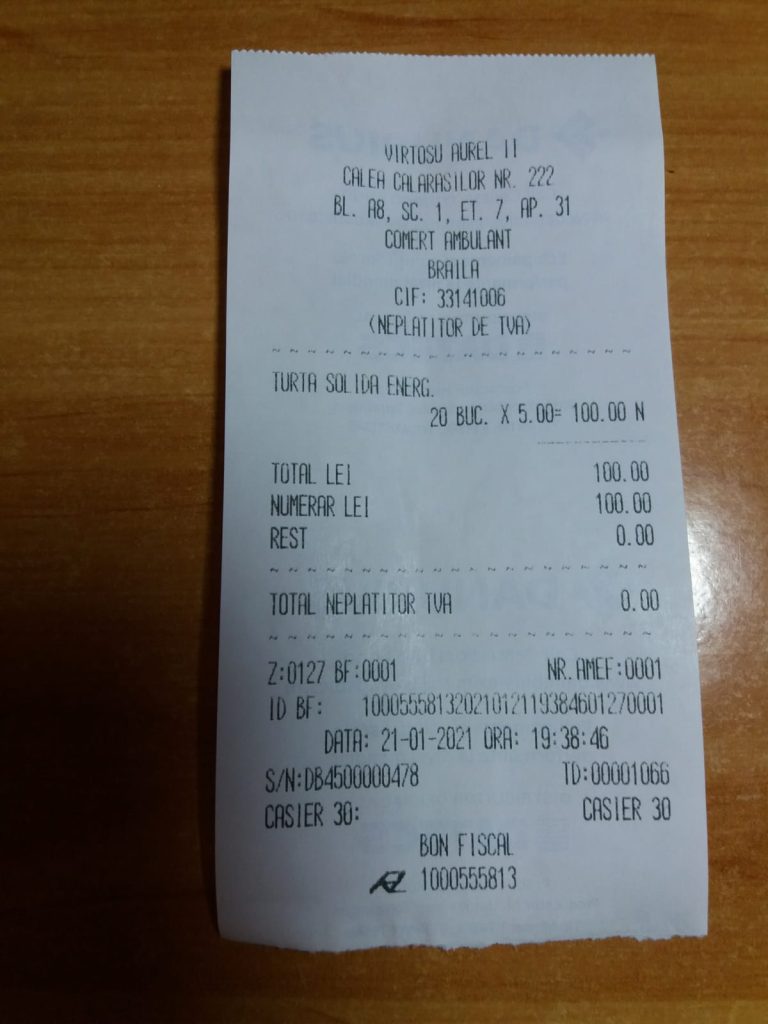 VIRTOSU AUREL II
CALEA CALARASILOR NR. 222
BL. A8, SC. 1, ET. 7, AP. 31
COMERT AMBULANT
BRAILA
CIF: 33141006
(NEPLATITOR DE TVA)
TURTA SOLIDA ENERG.
20 BUC. X 5.00= 100.00 N
TOTAL LEI 100.00
NUMERAR LEI 100.00
REST 0.00
TOTAL NEPLATITOR TVA 0.00
Z:0127 BF:0001 NR.AMEF:0001
ID BF: 10005558132021012119384601270001
DATA: 21-01-2021 ORA: 19:38:46
S/N:DB4500000478 TD:00001066
CASIER 30: CASIER 30
BON FISCAL
1000555813